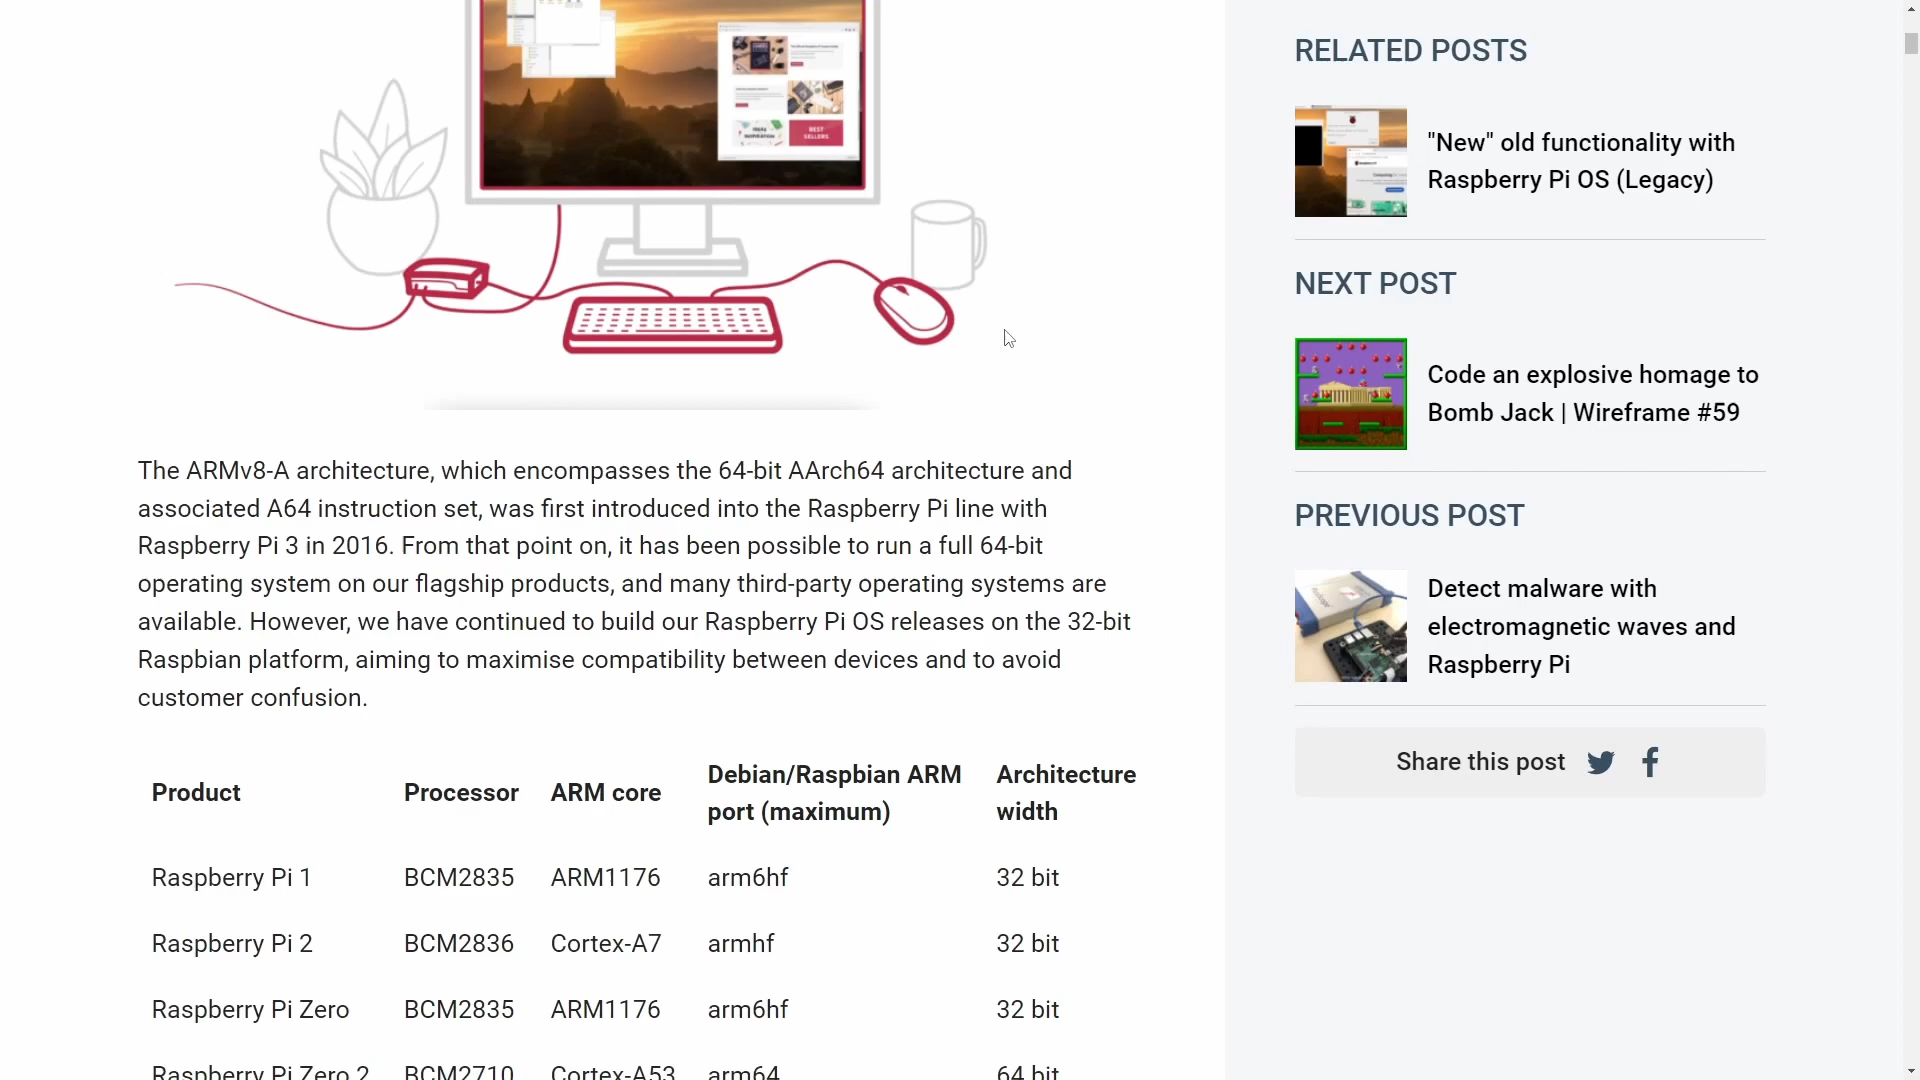 BEST
SELLERS
The ARMv8-A architecture, which encompasses the 64-bit AArch64 architecture and
associated A64 instruction set, was first introduced into the Raspberry Pi line with
Raspberry Pi 3 in 2016. From that point on, it has been possible to run a full 64-bit
operating system on our flagship products, and many third-party operating systems are
available. However, we have continued to build our Raspberry Pi OS releases on the 32-bit
Raspbian platform, aiming to maximise compatibility between devices and to avoid
customer confusion.
Product Processor ARM core Debian/Raspbian ARM port (maximum) Architecture width
Raspberry Pi 1 BCM2835 ARM1176 arm6hf 32 bit
Raspberry Pi 2 BCM2836 Cortex-A7 armhf 32 bit
Raspberry Pi Zero BCM2835 ARM1176 arm6hf 32 bit
Raspberry Pi Zero 2 BCM2710 Cortex-A53 arm64 64 bit
RELATED POSTS
"New" old functionality with
Raspberry Pi OS (Legacy)
NEXT POST
Code an explosive homage to
Bomb Jack | Wireframe #59
PREVIOUS POST
Detect malware with
electromagnetic waves and
Raspberry Pi
Share this post